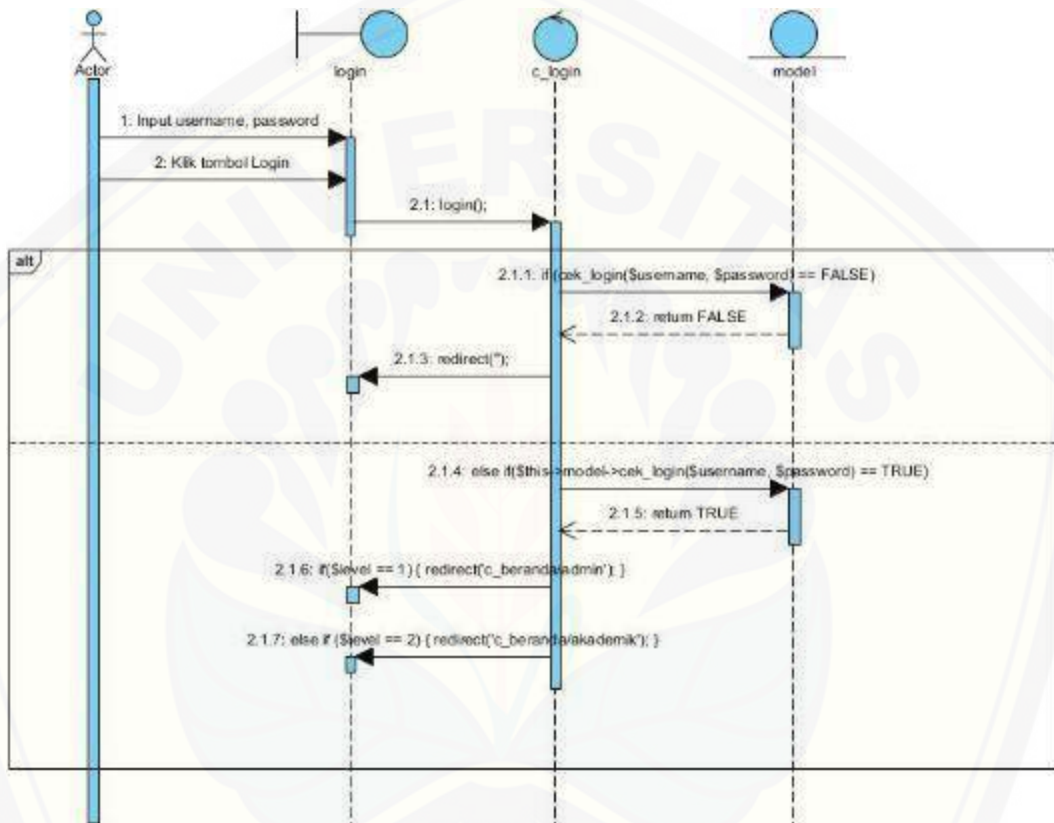 Actor
login
c_login
model
1: Input username, password
2: Klik tombol Login
2.1: login();
alt
2.1.1: if (cek_login($username, $password) == FALSE)
2.1.2: return FALSE
2.1.3: redirect('');
2.1.4: else if($this->model->cek_login($username, $password) == TRUE)
2.1.5: return TRUE
2.1.6: if($level == 1) { redirect('c_beranda/admin'); }
2.1.7: else if ($level == 2) { redirect('c_beranda/akademik'); }
UNIVERSITAS